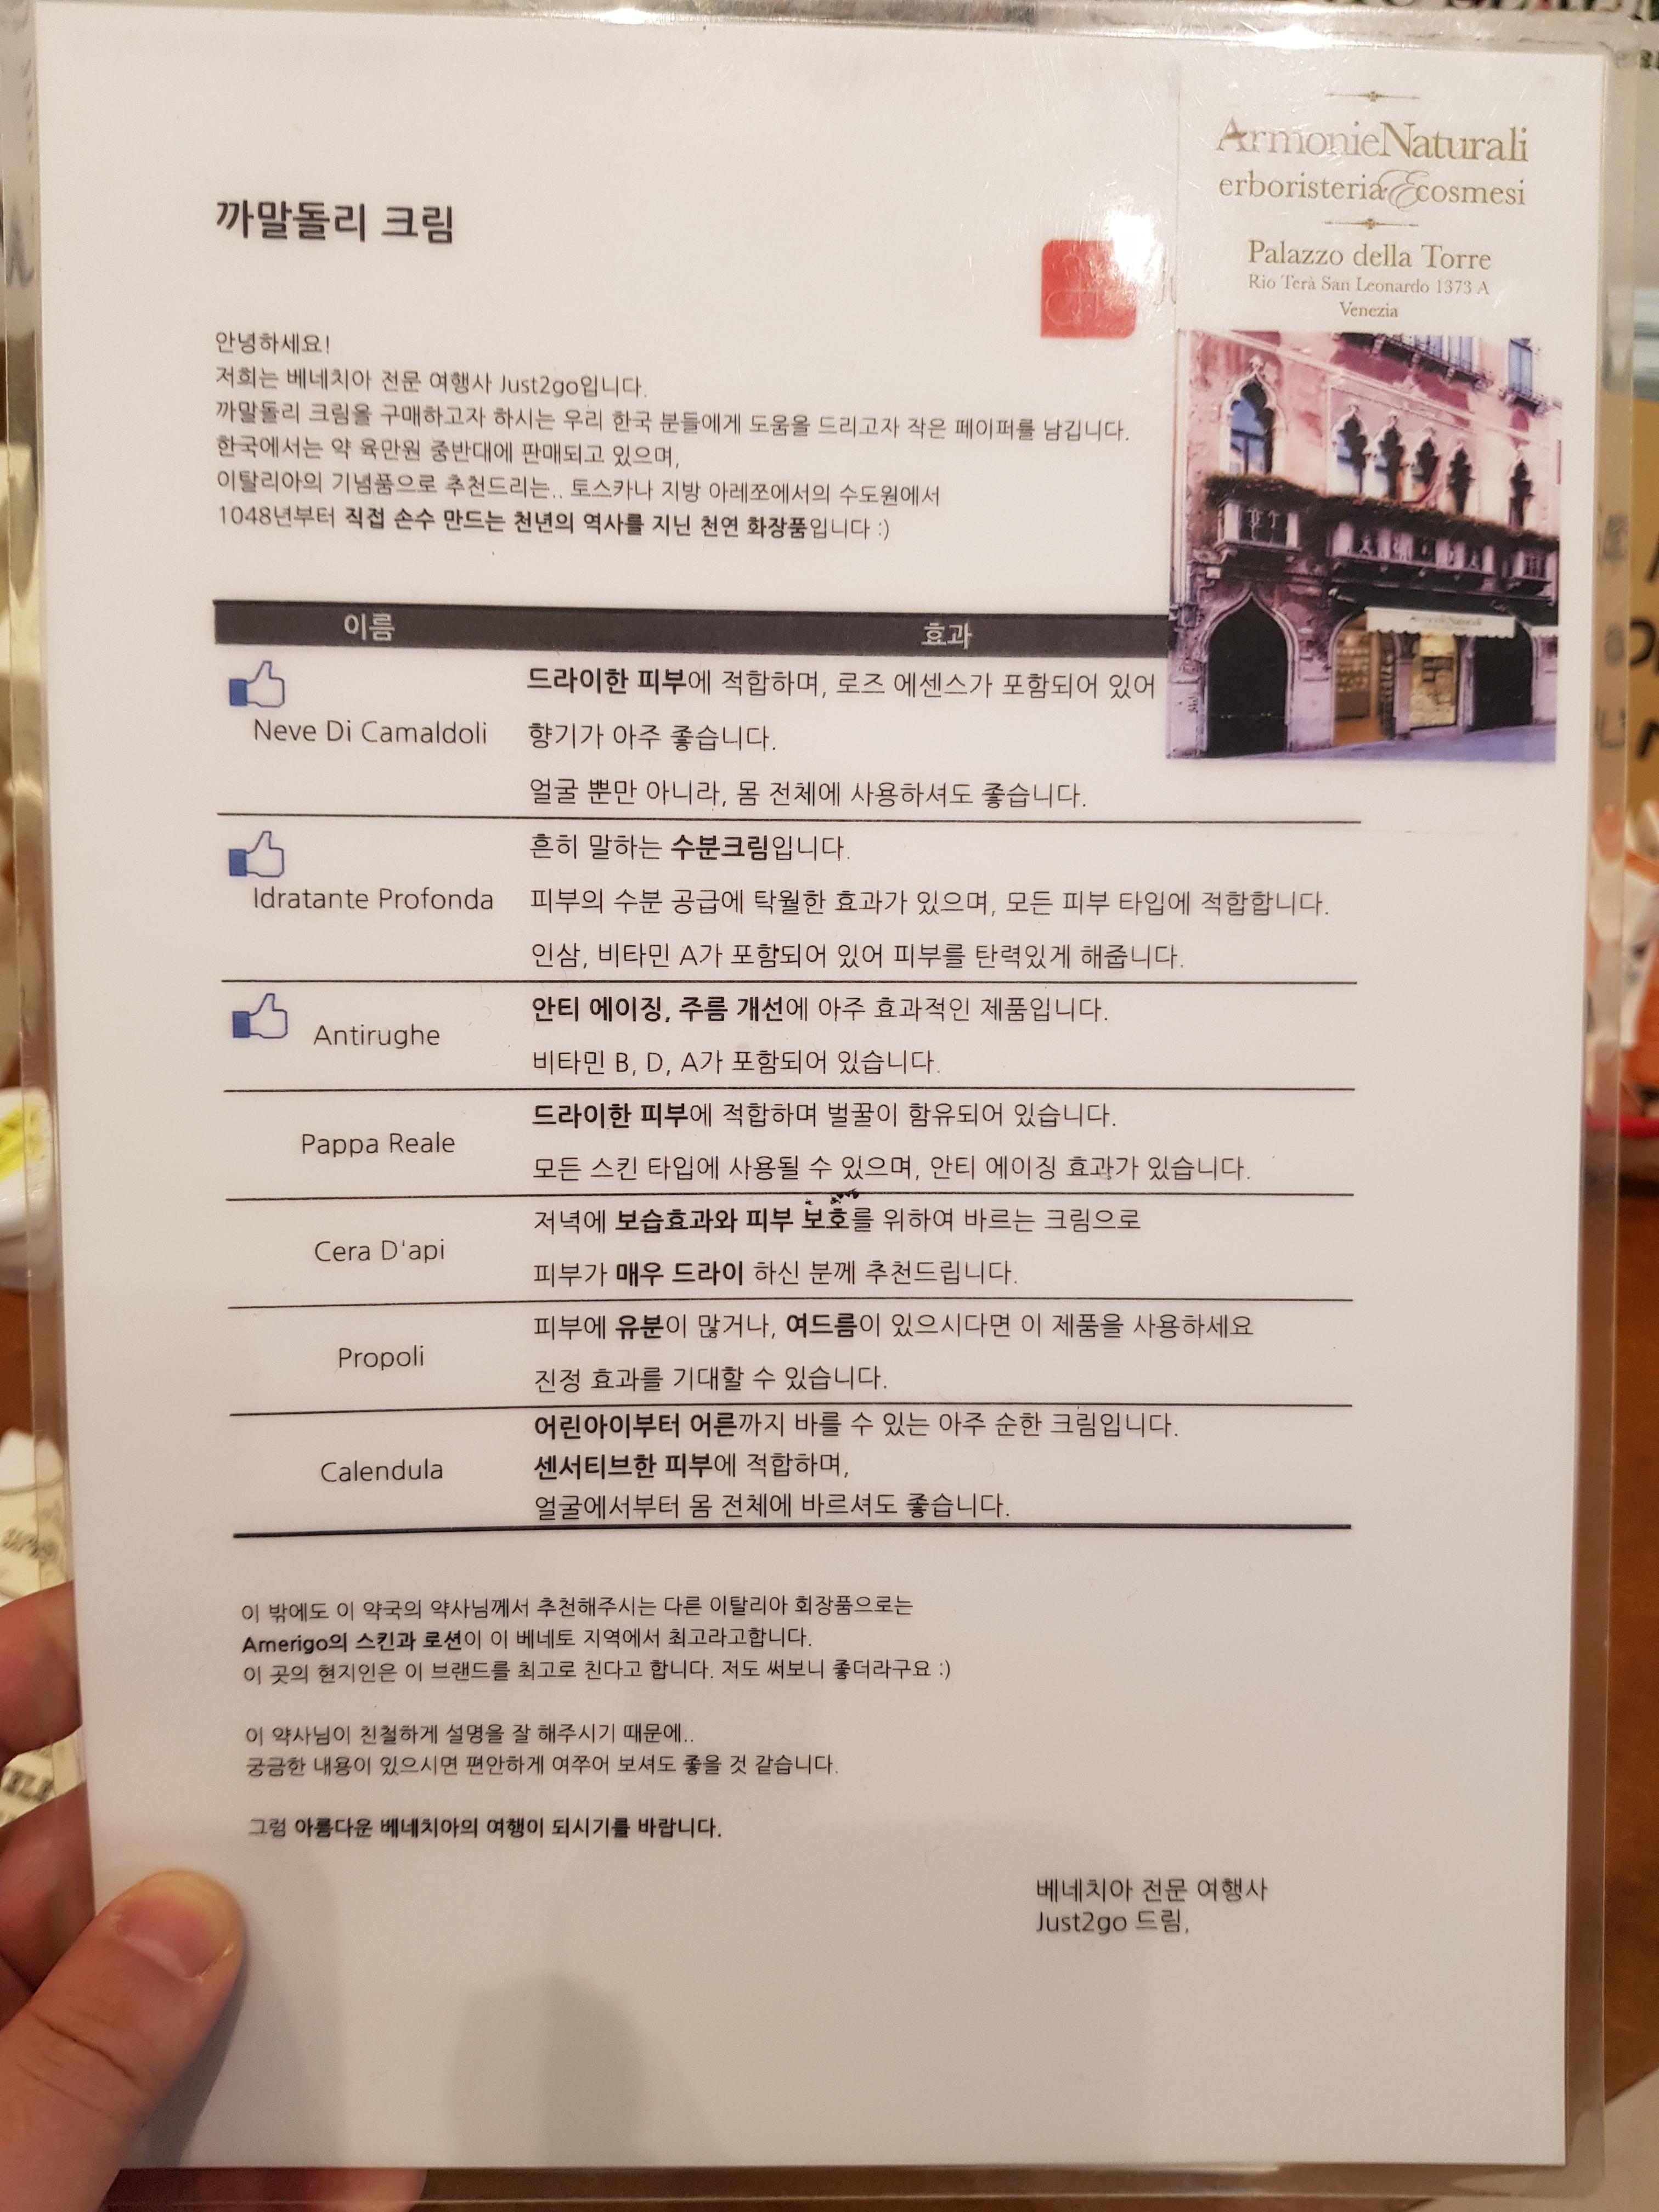 ArmonieNaturali
erboristeria&cosmesi
Palazzo della Torre
Rio Terà San Leonardo 1373 A
Venezia
까말돌리 크림
안녕하세요!
저희는 베네치아 전문 여행사 Just2go입니다.
까말돌리 크림을 구매하고자 하시는 우리 한국 분들에게 도움을 드리고자 작은 페이퍼를 남깁니다.
한국에서는 약 육만원 중반대에 판매되고 있으며,
이탈리아의 기념품으로 추천드리는.. 토스카나 지방 아레쪼에서의 수도원에서
1048년부터 직접 손수 만드는 천년의 역사를 지닌 천연 화장품입니다 :)
이름 효과
Neve Di Camaldoli
드라이한 피부에 적합하며, 로즈 에센스가 포함되어 있어
향기가 아주 좋습니다.
얼굴 뿐만 아니라, 몸 전체에 사용하셔도 좋습니다.
Idratante Profonda
흔히 말하는 수분크림입니다.
피부의 수분 공급에 탁월한 효과가 있으며, 모든 피부 타입에 적합합니다.
인삼, 비타민 A가 포함되어 있어 피부를 탄력있게 해줍니다.
Antirughe
안티 에이징, 주름 개선에 아주 효과적인 제품입니다.
비타민 B, D, A가 포함되어 있습니다.
Pappa Reale
드라이한 피부에 적합하며 벌꿀이 함유되어 있습니다.
모든 스킨 타입에 사용될 수 있으며, 안티 에이징 효과가 있습니다.
Cera D'api
저녁에 보습효과와 피부 보호를 위하여 바르는 크림으로
피부가 매우 드라이 하신 분께 추천드립니다.
Propoli
피부에 유분이 많거나, 여드름이 있으시다면 이 제품을 사용하세요
진정 효과를 기대할 수 있습니다.
Calendula
어린아이부터 어른까지 바를 수 있는 아주 순한 크림입니다.
센서티브한 피부에 적합하며,
얼굴에서부터 몸 전체에 바르셔도 좋습니다.
이 밖에도 이 약국의 약사님께서 추천해주시는 다른 이탈리아 회장품으로는
Amerigo의 스킨과 로션이 이 베네토 지역에서 최고라고합니다.
이 곳의 현지인은 이 브랜드를 최고로 친다고 합니다. 저도 써보니 좋더라구요 :)
이 약사님이 친철하게 설명을 잘 해주시기 때문에..
궁금한 내용이 있으시면 편안하게 여쭈어 보셔도 좋을 것 같습니다.
그럼 아름다운 베네치아의 여행이 되시기를 바랍니다.
베네치아 전문 여행사
Just2go 드림,